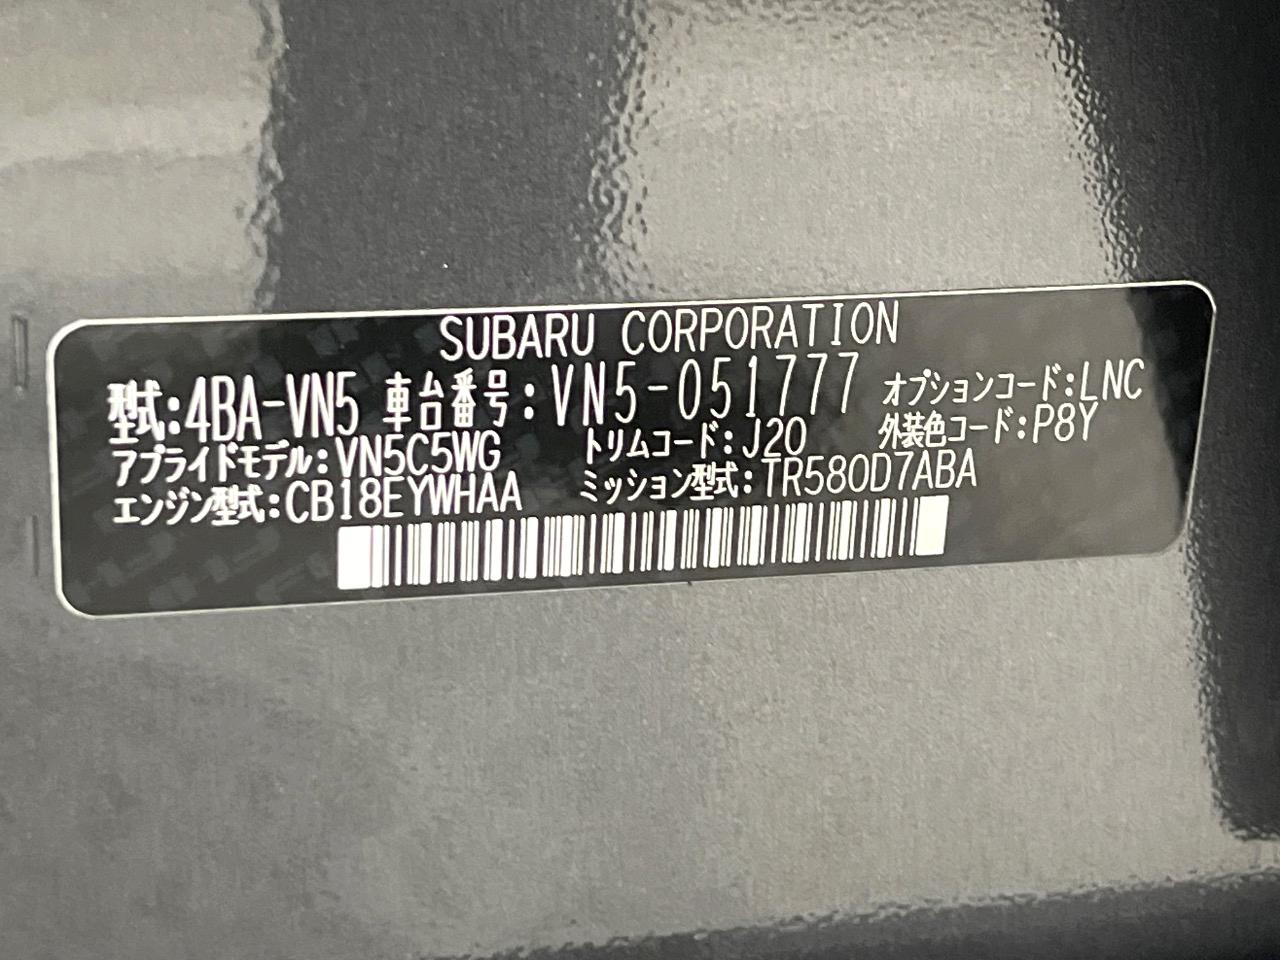 SUBARU CORPORATION
型式:4BA-VN5 車台番号:VN5-051777 オプションコード:LNC
アプライドモデル:VN5C5WG トリムコード:J20 外装色コード:P8Y
エンジン型式:CB18EYWHAA ミッション型式:TR580D7ABA